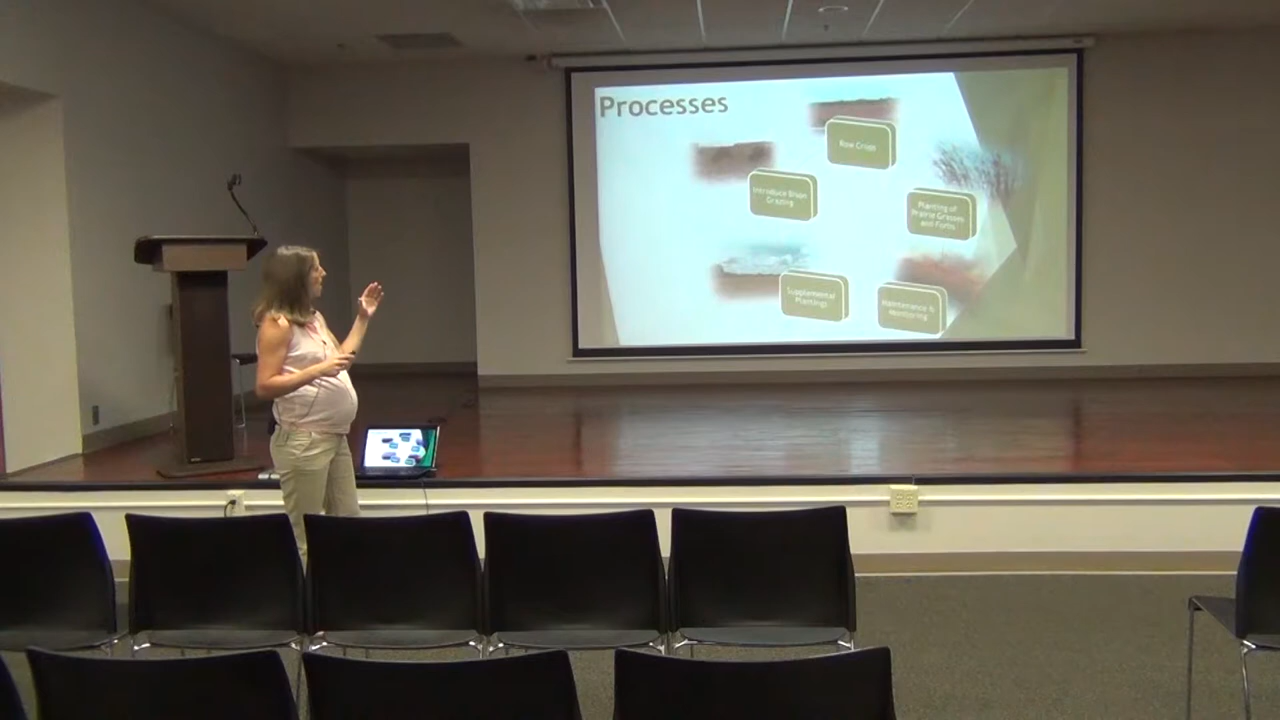 Processes
Row Crops
Introduce Bison
Grazing
Planting of
Prairie Grasses
and Forbs
Supplemental
Plantings
Maintenance &
Monitoring